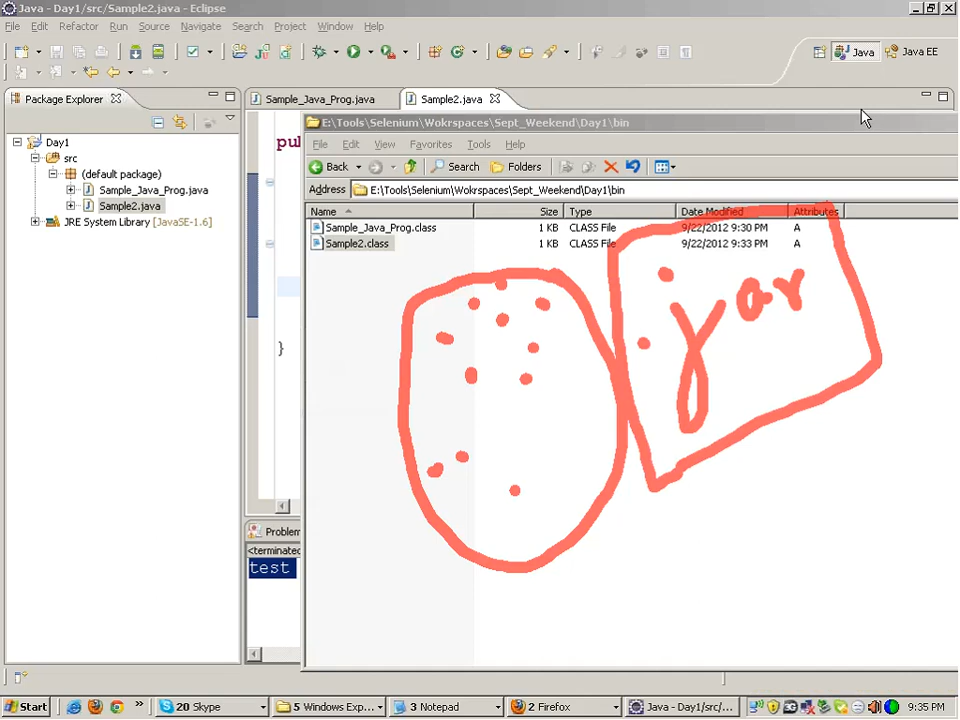 Java - Day1/src/Sample2.java - Eclipse
File Edit Refactor Run Source Navigate Search Project Window Help
Java Java EE
Package Explorer
Sample_Java_Prog.java Sample2.java
Day1
src
(default package)
Sample_Java_Prog.java
Sample2.java
JRE System Library [JavaSE-1.6]
pu
}
E:\Tools\Selenium\Wokrspaces\Sept_Weekend\Day1\bin
File Edit View Favorites Tools Help
Back Search Folders
Address E:\Tools\Selenium\Wokrspaces\Sept_Weekend\Day1\bin
Name Size Type Date Modified Attributes
Sample_Java_Prog.class 1 KB CLASS File 9/22/2012 9:30 PM A
Sample2.class 1 KB CLASS File 9/22/2012 9:33 PM A
jar
Problem
<terminated
test
Start 20 Skype 5 Windows Exp... 3 Notepad 2 Firefox Java - Day1/src/... 9:35 PM